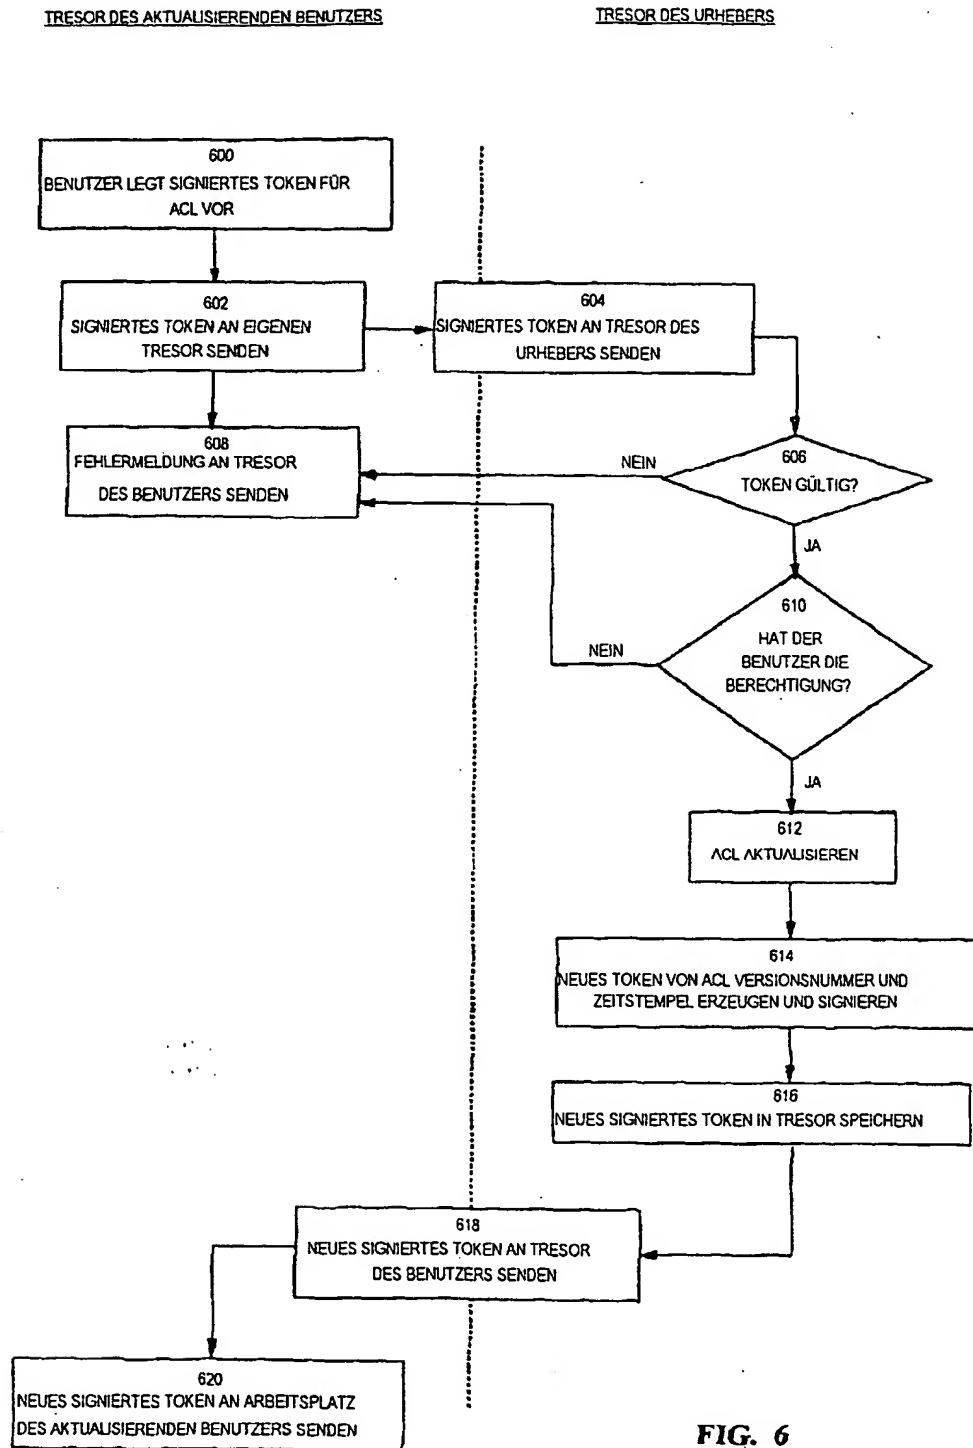 TRESOR DES AKTUALISIERENDEN BENUTZERS
TRESOR DES URHEBERS
600
BENUTZER LEGT SIGNIERTES TOKEN FÜR
ACL VOR
602
SIGNIERTES TOKEN AN EIGENEN
TRESOR SENDEN
604
SIGNIERTES TOKEN AN TRESOR DES
URHEBERS SENDEN
608
FEHLERMELDUNG AN TRESOR
DES BENUTZERS SENDEN
NEIN
606
TOKEN GÜLTIG?
JA
610
HAT DER
BENUTZER DIE
BERECHTIGUNG?
NEIN
JA
612
ACL AKTUALISIEREN
614
NEUES TOKEN VON ACL VERSIONSNUMMER UND
ZEITSTEMPEL ERZEUGEN UND SIGNIEREN
616
NEUES SIGNIERTES TOKEN IN TRESOR SPEICHERN
618
NEUES SIGNIERTES TOKEN AN TRESOR
DES BENUTZERS SENDEN
620
NEUES SIGNIERTES TOKEN AN ARBEITSPLATZ
DES AKTUALISIERENDEN BENUTZERS SENDEN
FIG. 6